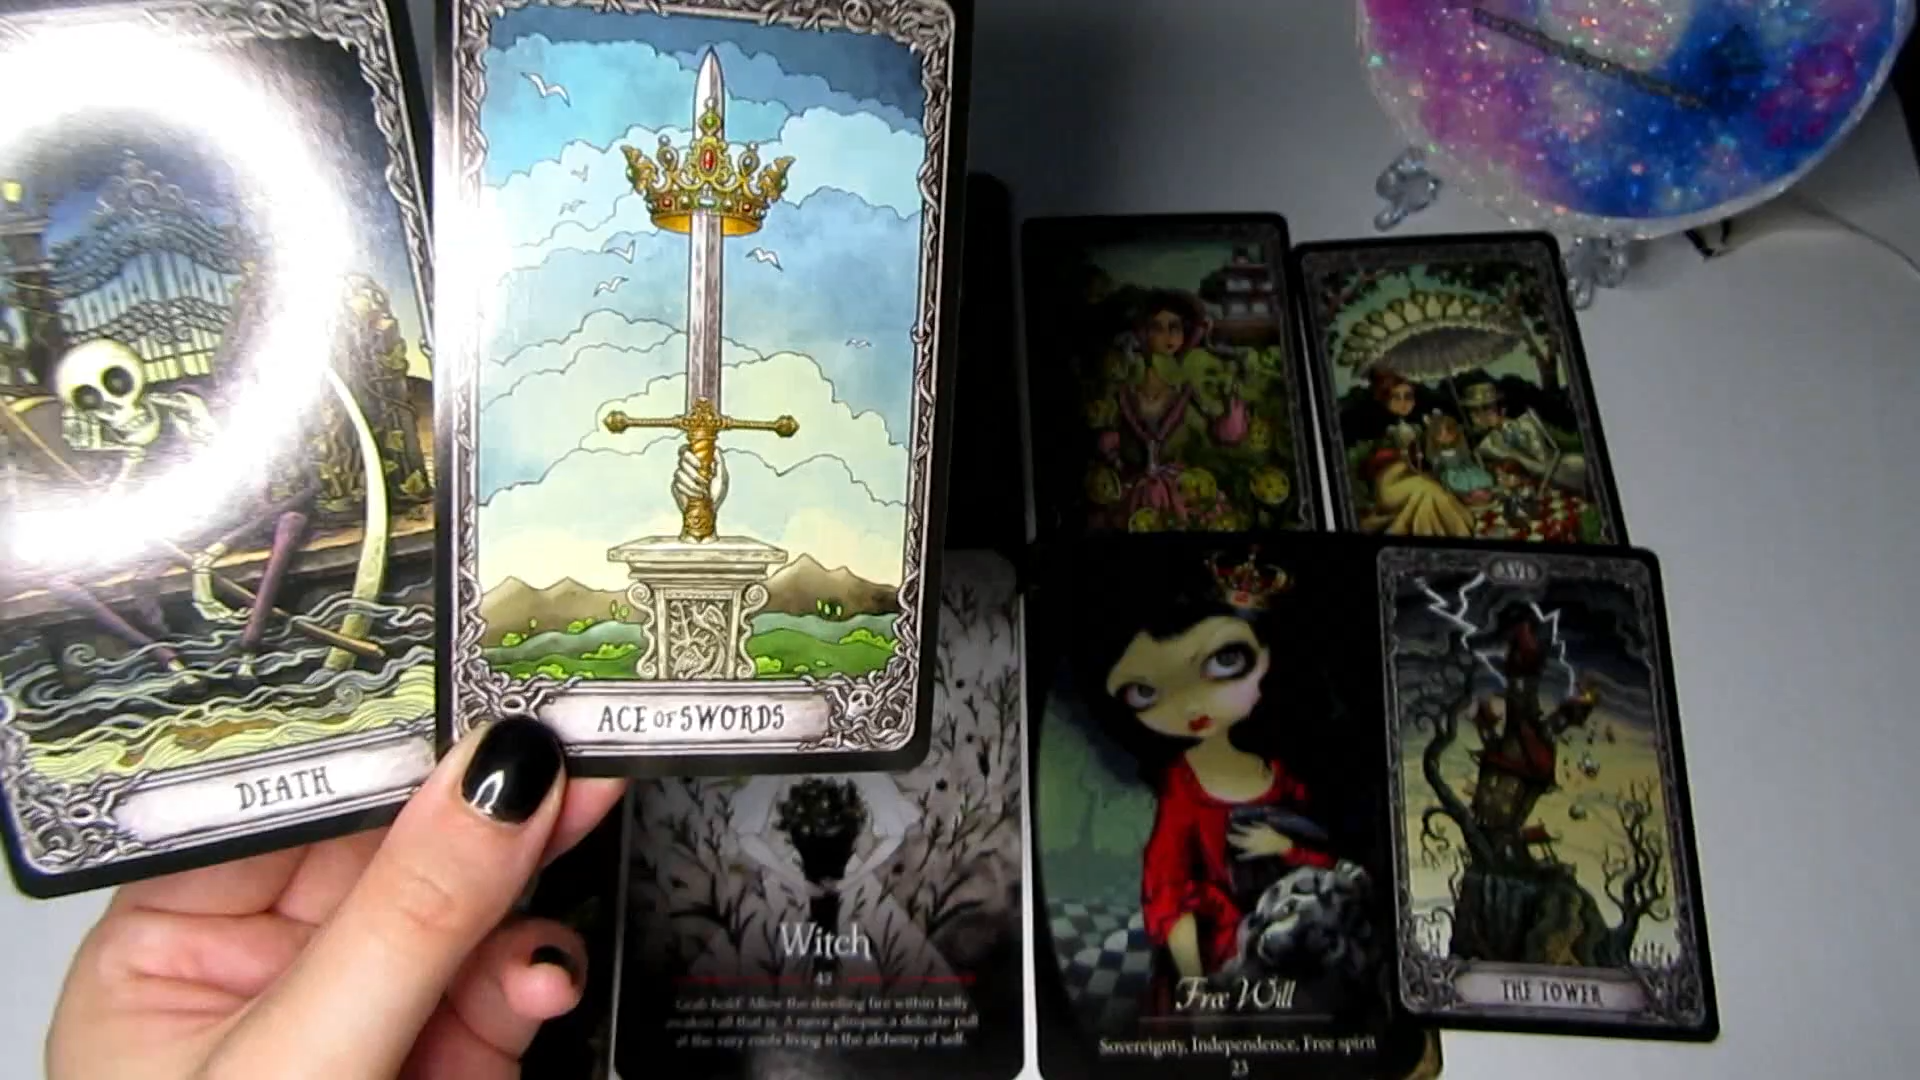 DEATH
ACE OF SWORDS
Witch
42
Grab hold! Allow the dwelling fire within belly
awaken all that is. A mere glimpse, a delicate pull
at the very roots living in the alchemy of self.
Free Will
Sovereignty, Independence, Free spirit
23
XVI
THE TOWER